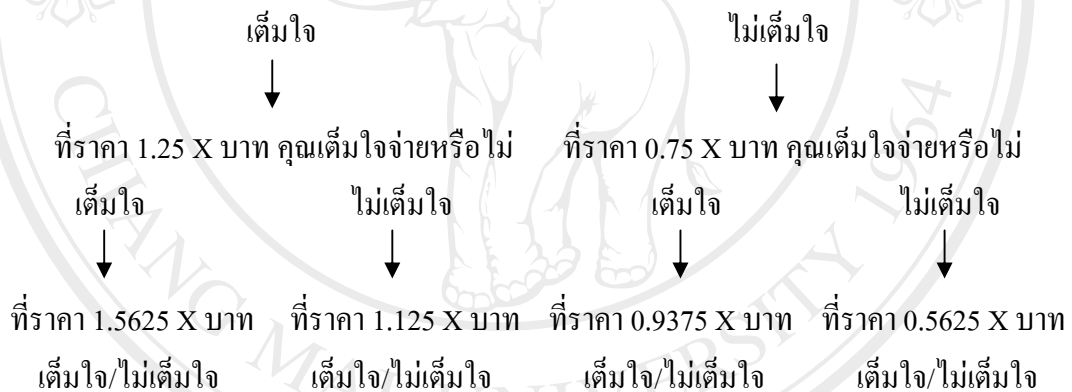 เต็มใจ ไม่เต็มใจ
ที่ราคา 1.25 X บาท คุณเต็มใจจ่ายหรือไม่ ที่ราคา 0.75 X บาท คุณเต็มใจจ่ายหรือไม่
เต็มใจ ไม่เต็มใจ เต็มใจ ไม่เต็มใจ
ที่ราคา 1.5625 X บาท ที่ราคา 1.125 X บาท ที่ราคา 0.9375 X บาท ที่ราคา 0.5625 X บาท
เต็มใจ/ไม่เต็มใจ เต็มใจ/ไม่เต็มใจ เต็มใจ/ไม่เต็มใจ เต็มใจ/ไม่เต็มใจ